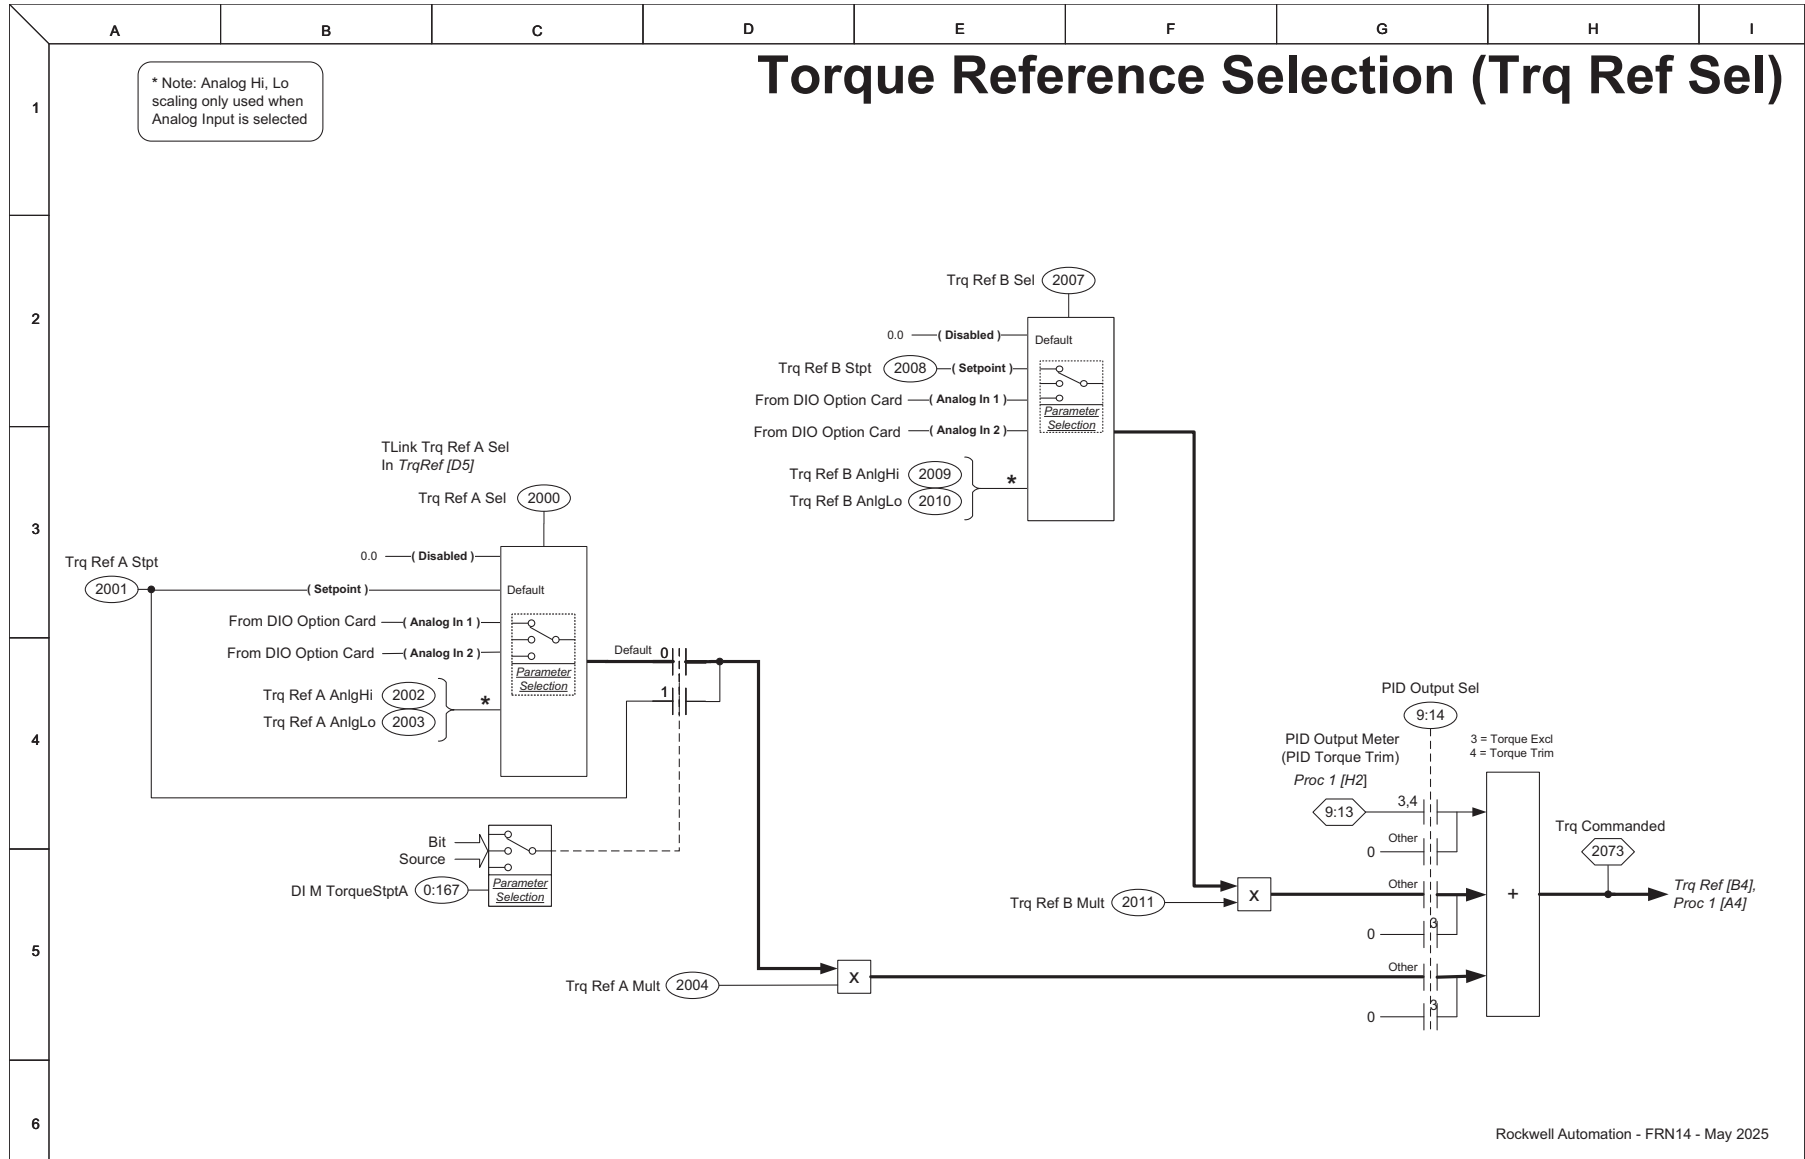 A B C D E F G H I
Torque Reference Selection (Trq Ref Sel)
* Note: Analog Hi, Lo
scaling only used when
Analog Input is selected
1
2
3
4
5
6
Trq Ref B Sel 2007
0.0 ( Disabled ) Default
Trq Ref B Stpt 2008 ( Setpoint )
From DIO Option Card ( Analog In 1 )
From DIO Option Card ( Analog In 2 )
Parameter
Selection
Trq Ref B AnlgHi 2009
Trq Ref B AnlgLo 2010
*
TLink Trq Ref A Sel
In TrqRef [D5]
Trq Ref A Sel 2000
0.0 ( Disabled )
Trq Ref A Stpt
2001 ( Setpoint ) Default
From DIO Option Card ( Analog In 1 )
From DIO Option Card ( Analog In 2 )
Parameter
Selection
Trq Ref A AnlgHi 2002
Trq Ref A AnlgLo 2003
*
Default 0
1
Bit
Source
DI M TorqueStptA 0:167
Parameter
Selection
PID Output Sel
9:14
PID Output Meter
(PID Torque Trim)
Proc 1 [H2]
3 = Torque Excl
4 = Torque Trim
9:13 3,4
Other
0
Trq Commanded
2073
Trq Ref B Mult 2011 X
Other
+
Trq Ref [B4],
Proc 1 [A4]
0 3
Trq Ref A Mult 2004 X
Other
0 3
Rockwell Automation - FRN14 - May 2025